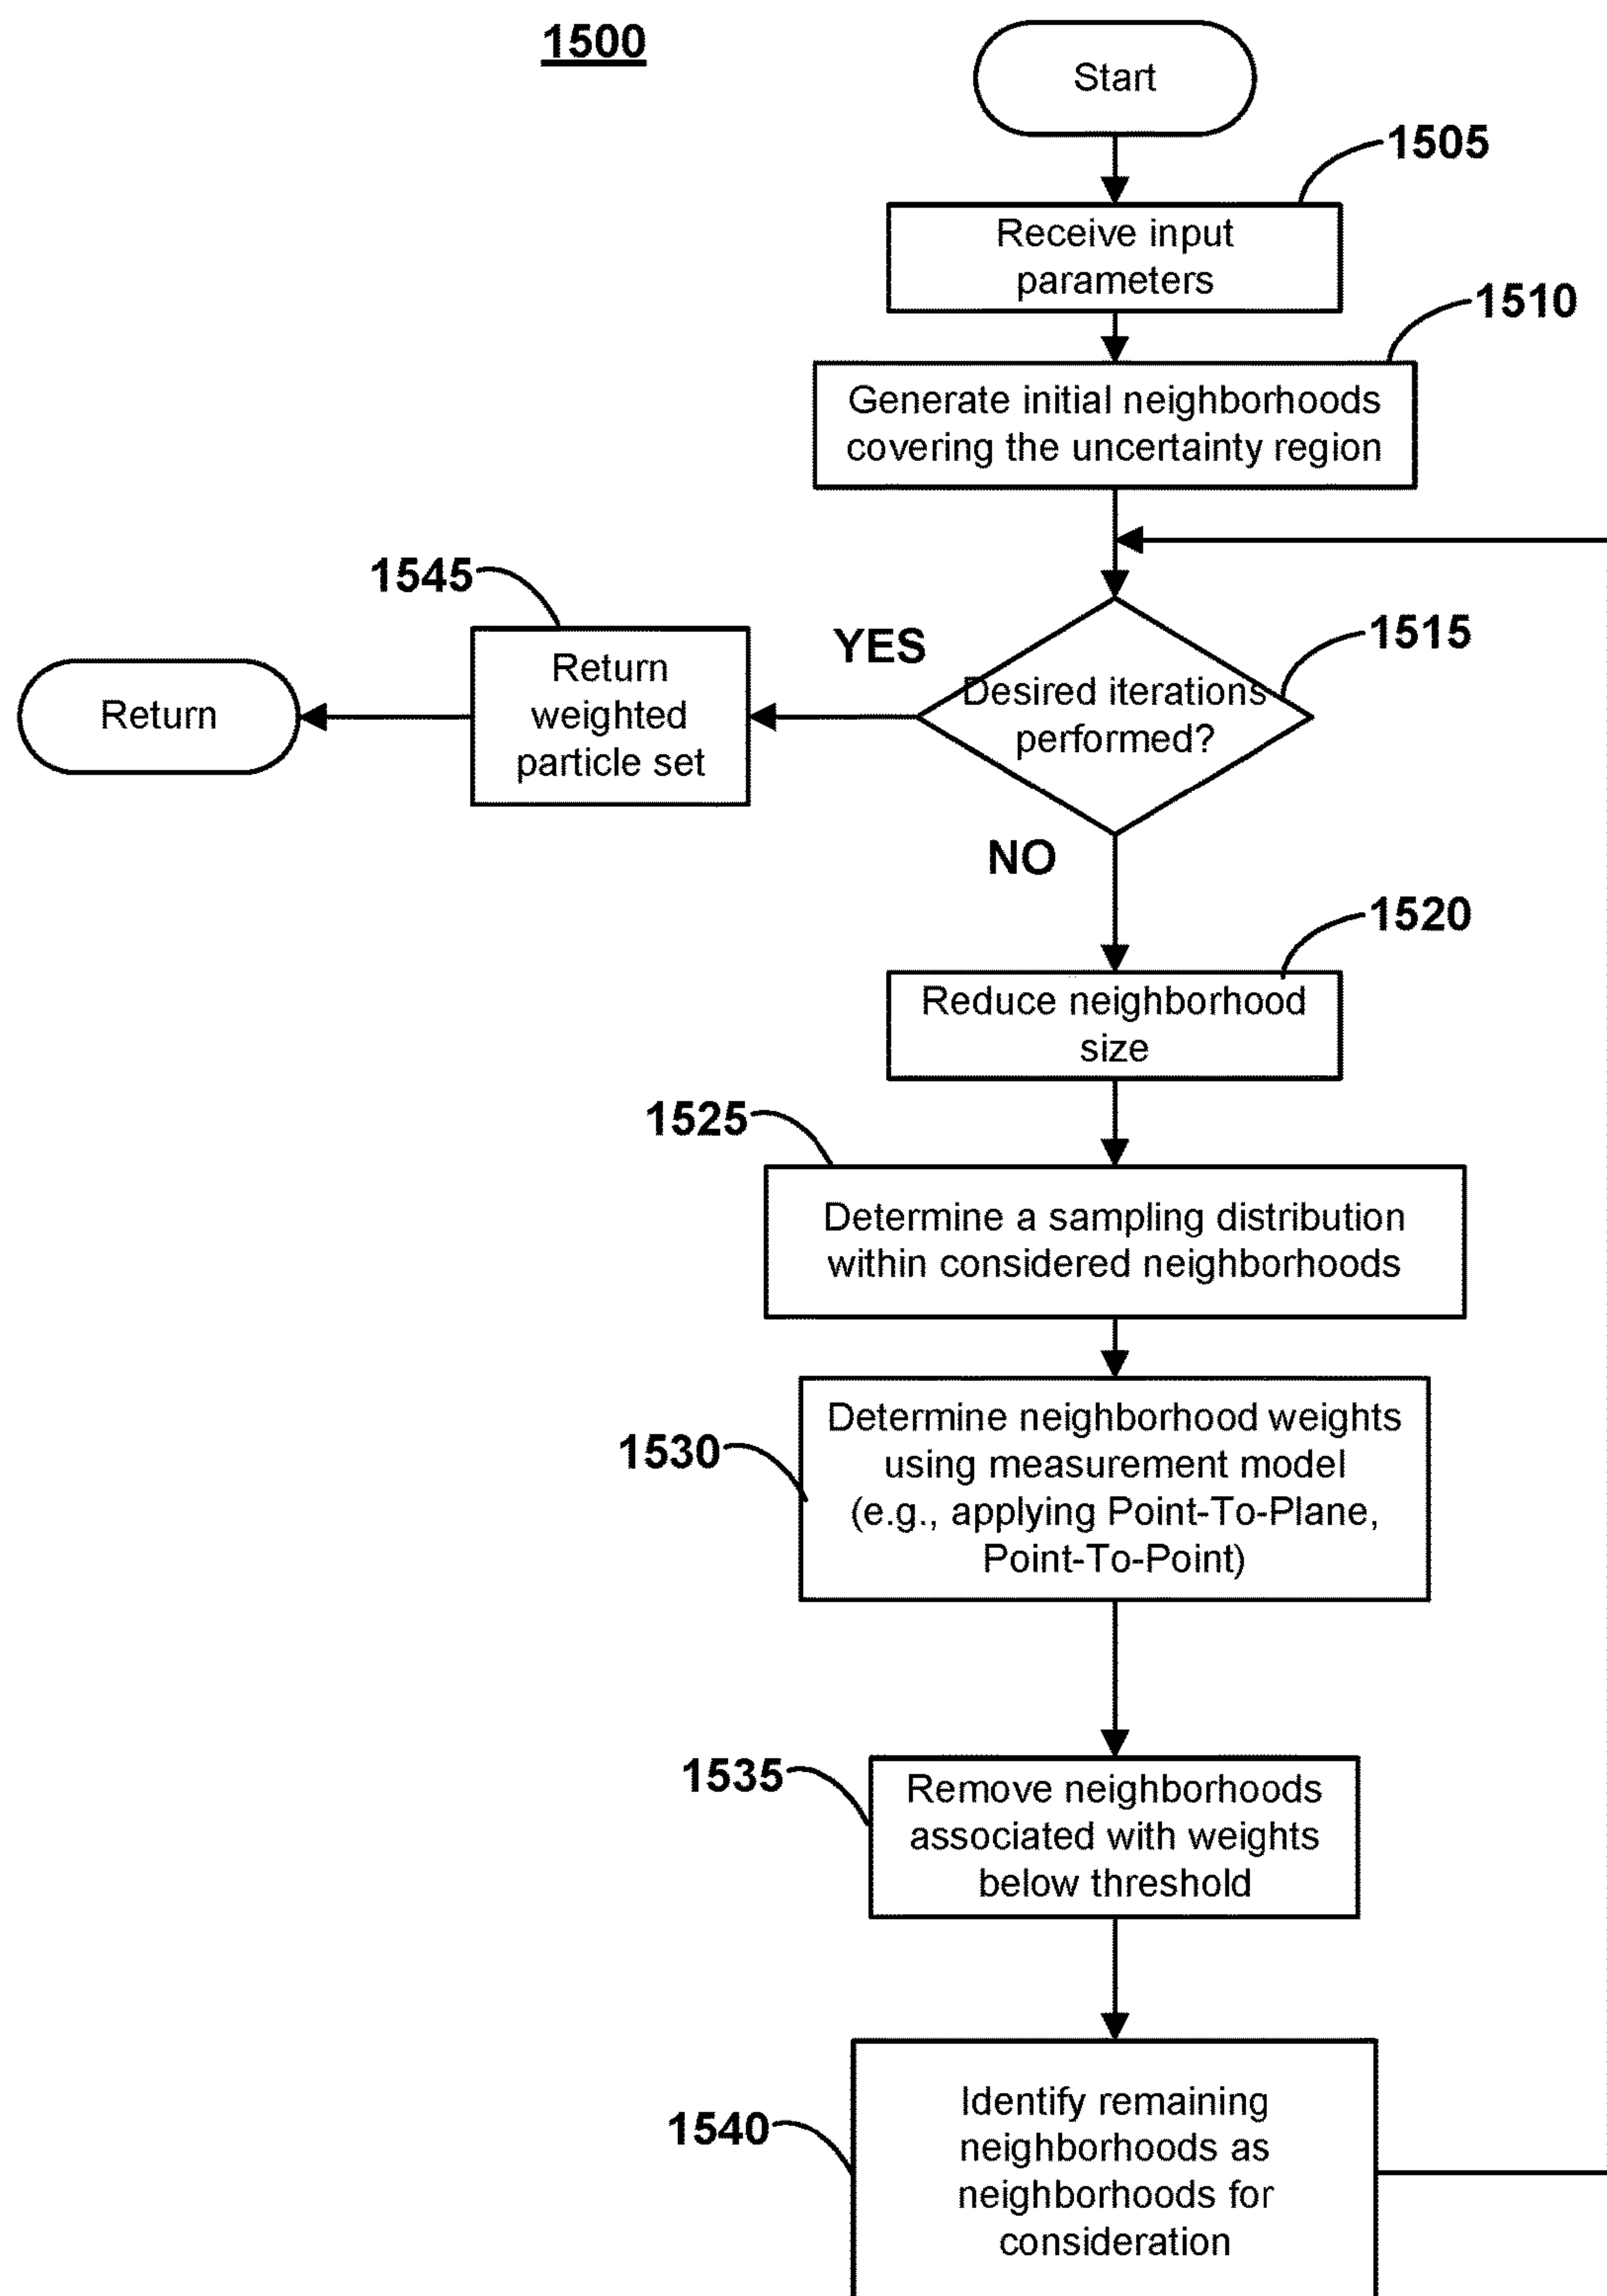 1500
Start
1505
Receive input
parameters
1510
Generate initial neighborhoods
covering the uncertainty region
1545
1515
YES
Return
Return
weighted
particle set
Desired iterations
performed?
NO
1520
Reduce neighborhood
size
1525
Determine a sampling distribution
within considered neighborhoods
1530
Determine neighborhood weights
using measurement model
(e.g., applying Point-To-Plane,
Point-To-Point)
1535
Remove neighborhoods
associated with weights
below threshold
1540
Identify remaining
neighborhoods as
neighborhoods for
consideration